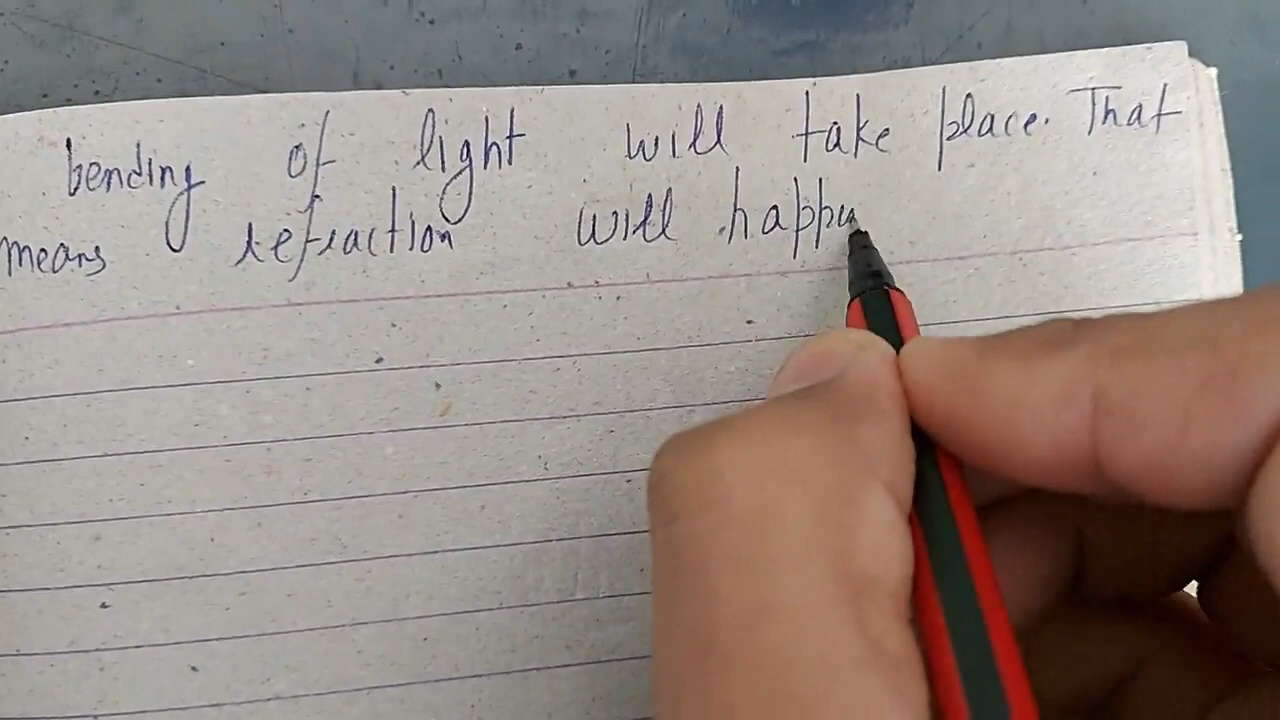 bending of light will take place. That
means refraction will happ